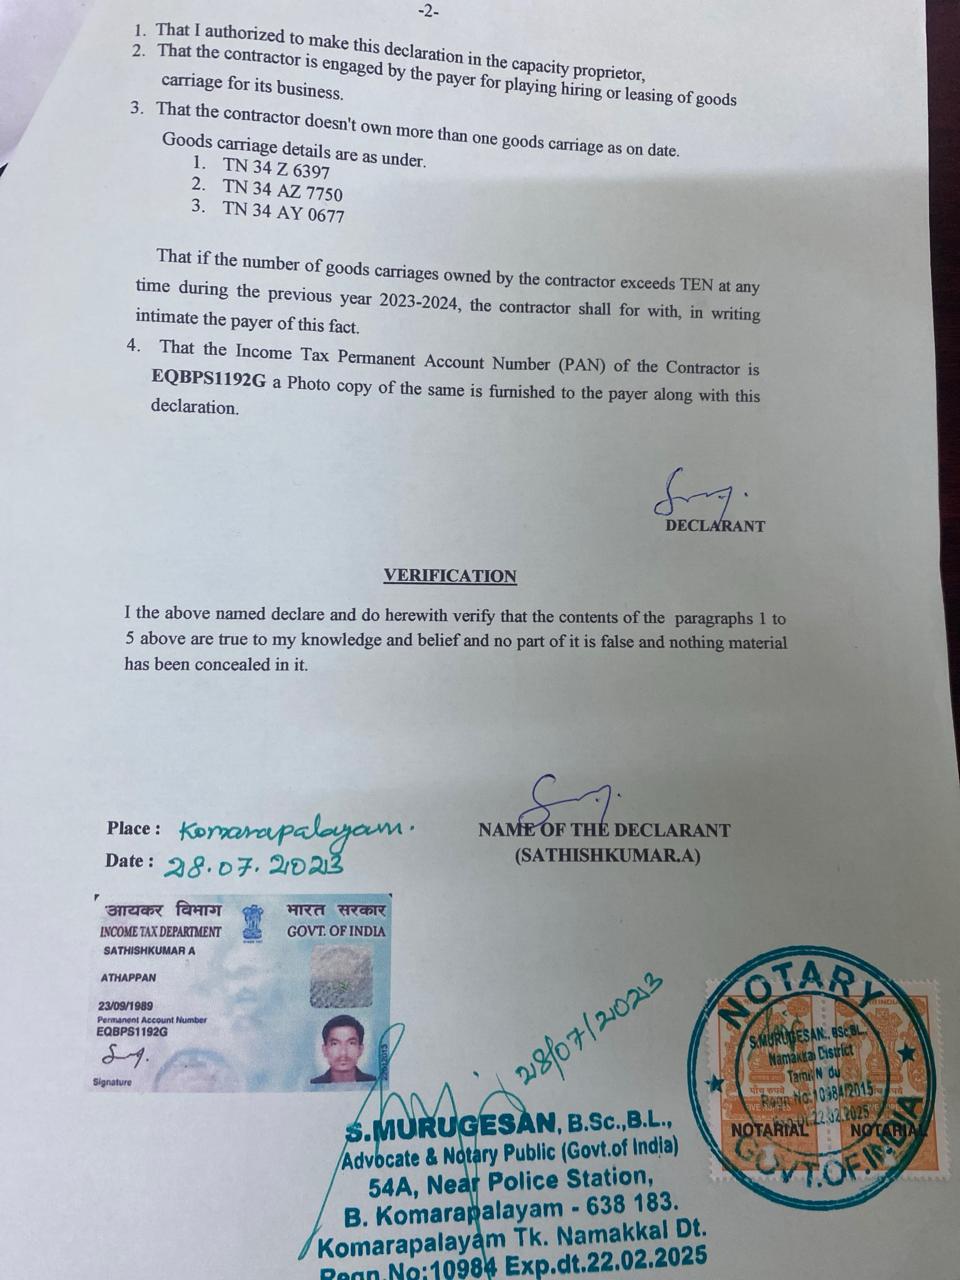 -2-
1. That I authorized to make this declaration in the capacity proprietor,
2. That the contractor is engaged by the payer for playing hiring or leasing of goods
carriage for its business.
3. That the contractor doesn't own more than one goods carriage as on date.
Goods carriage details are as under.
1. TN 34 Z 6397
2. TN 34 AZ 7750
3. TN 34 AY 0677
That if the number of goods carriages owned by the contractor exceeds TEN at any
time during the previous year 2023-2024, the contractor shall for with, in writing
intimate the payer of this fact.
4. That the Income Tax Permanent Account Number (PAN) of the Contractor is
EQBPS1192G a Photo copy of the same is furnished to the payer along with this
declaration.
DECLARANT
VERIFICATION
I the above named declare and do herewith verify that the contents of the paragraphs 1 to
5 above are true to my knowledge and belief and no part of it is false and nothing material
has been concealed in it.
Place : Komarapalayam.
Date : 28.07.2023
NAME OF THE DECLARANT
(SATHISHKUMAR.A)
आयकर विभाग भारत सरकार
INCOME TAX DEPARTMENT GOVT. OF INDIA
SATHISHKUMAR A
ATHAPPAN
23/09/1989
Permanent Account Number
EQBPS1192G
Signature
28/07/2023
S.MURUGESAN, B.Sc.,B.L.,
Advocate & Notary Public (Govt.of India)
54A, Near Police Station,
B. Komarapalayam - 638 183.
Komarapalayam Tk. Namakkal Dt.
Regn.No:10984 Exp.dt.22.02.2025
NOTARY
S.MURUGESAN., BSc.BL.,
Namakkal District
Regn No:10984/2015
22.02.2025
NOTARIAL NOTARIAL
GOVT.OF.INDIA